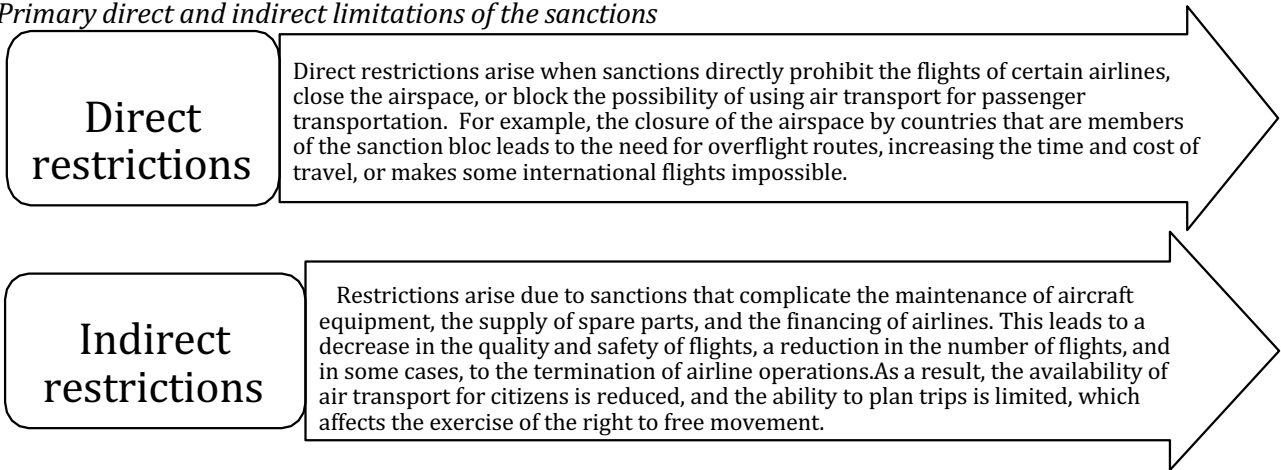 Primary direct and indirect limitations of the sanctions
Direct
restrictions
Direct restrictions arise when sanctions directly prohibit the flights of certain airlines,
close the airspace, or block the possibility of using air transport for passenger
transportation.  For example, the closure of the airspace by countries that are members
of the sanction bloc leads to the need for overflight routes, increasing the time and cost of
travel, or makes some international flights impossible.
Indirect
restrictions
Restrictions arise due to sanctions that complicate the maintenance of aircraft
equipment, the supply of spare parts, and the financing of airlines. This leads to a
decrease in the quality and safety of flights, a reduction in the number of flights, and
in some cases, to the termination of airline operations.As a result, the availability of
air transport for citizens is reduced, and the ability to plan trips is limited, which
affects the exercise of the right to free movement.